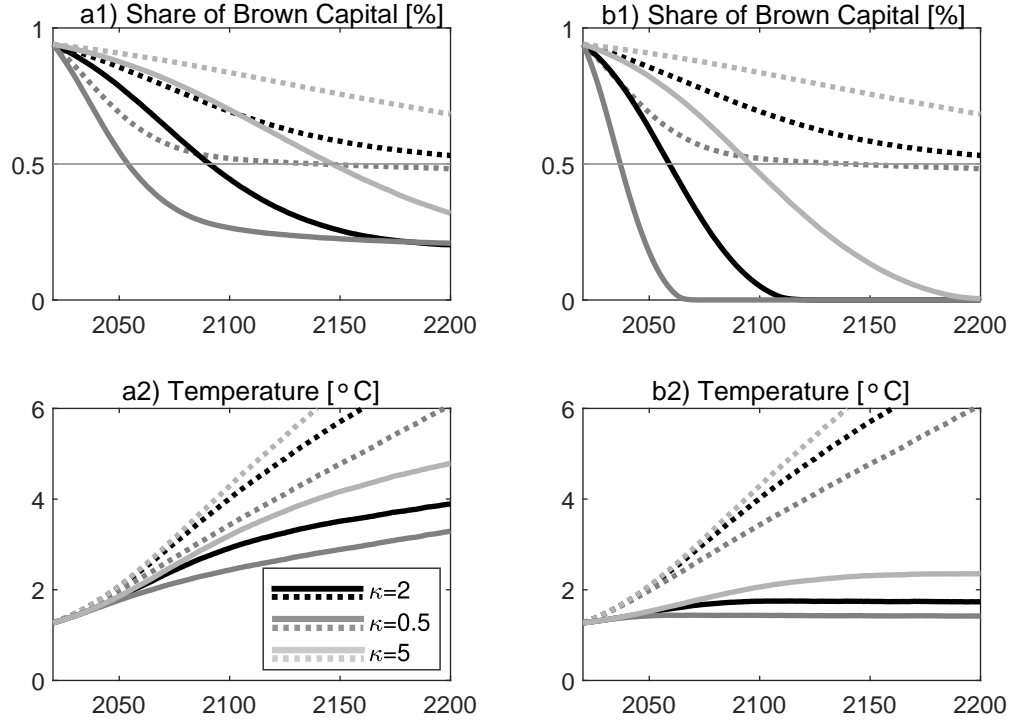 a1) Share of Brown Capital [%]
1
0.5
0
2050 2100 2150 2200
b1) Share of Brown Capital [%]
1
0.5
0
2050 2100 2150 2200
a2) Temperature [°C]
6
4
2
0
κ=2
κ=0.5
κ=5
2050 2100 2150 2200
b2) Temperature [°C]
6
4
2
0
2050 2100 2150 2200